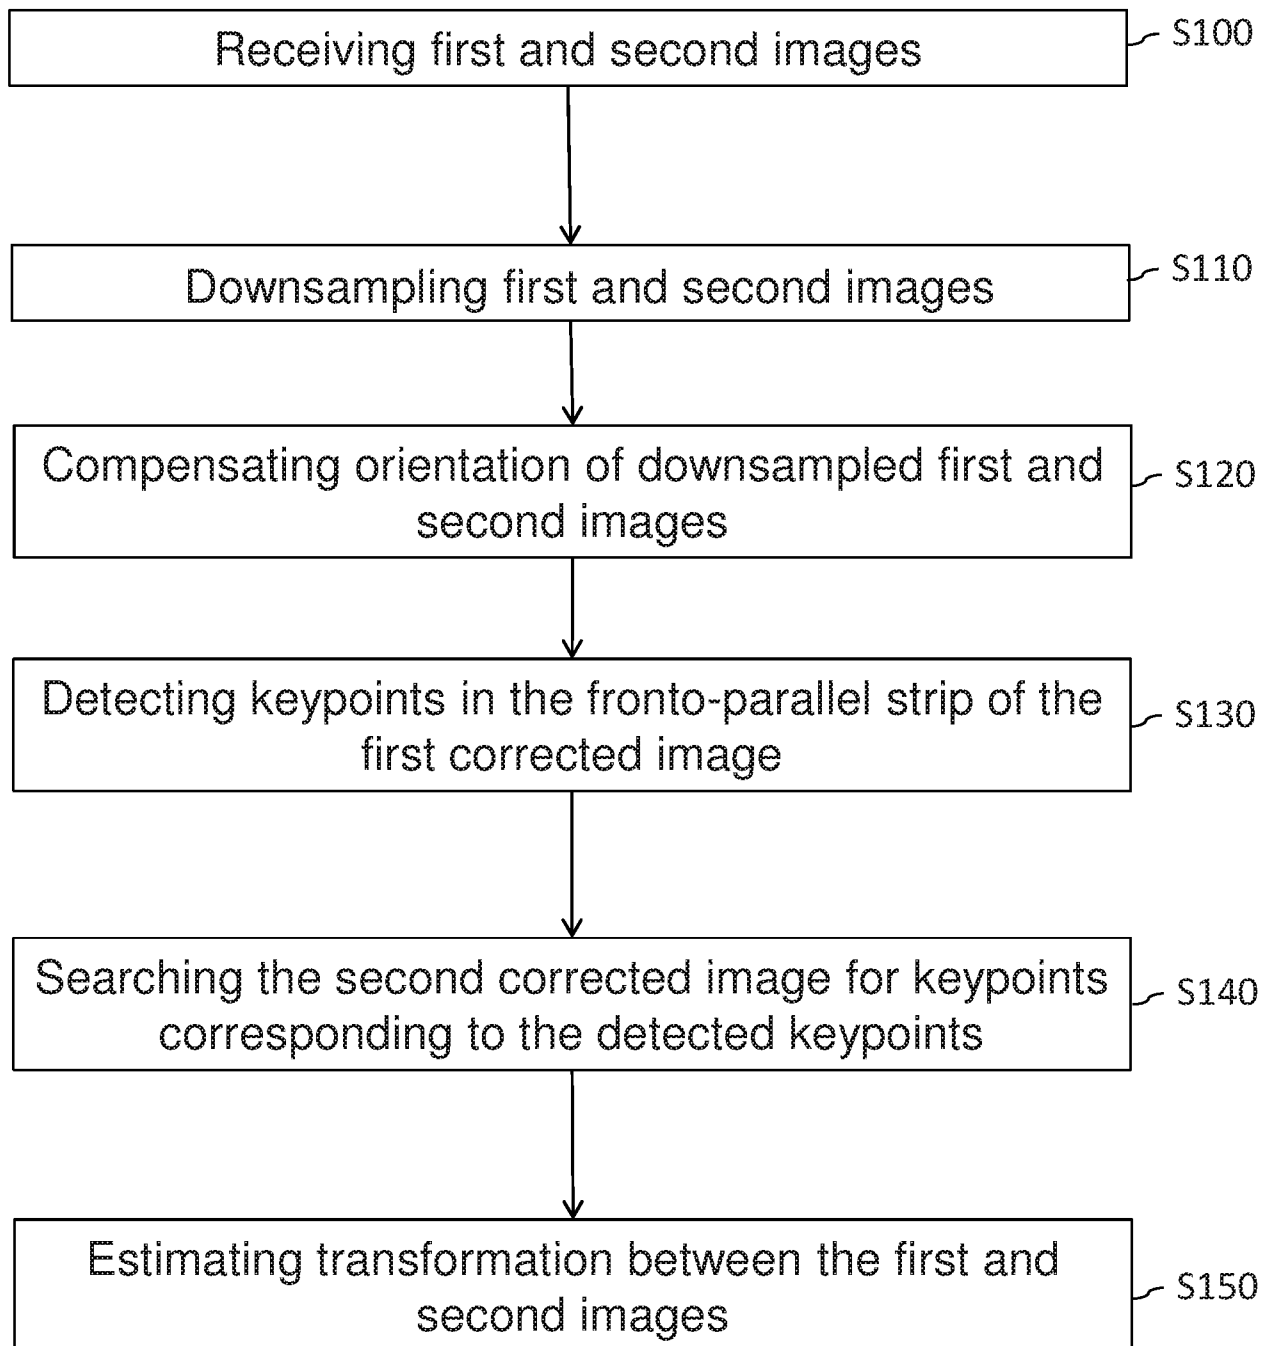 Receiving first and second images
S100
Downsampling first and second images
S110
Compensating orientation of downsampled first and
second images
S120
Detecting keypoints in the fronto-parallel strip of the
first corrected image
S130
Searching the second corrected image for keypoints
corresponding to the detected keypoints
S140
Estimating transformation between the first and
second images
S150